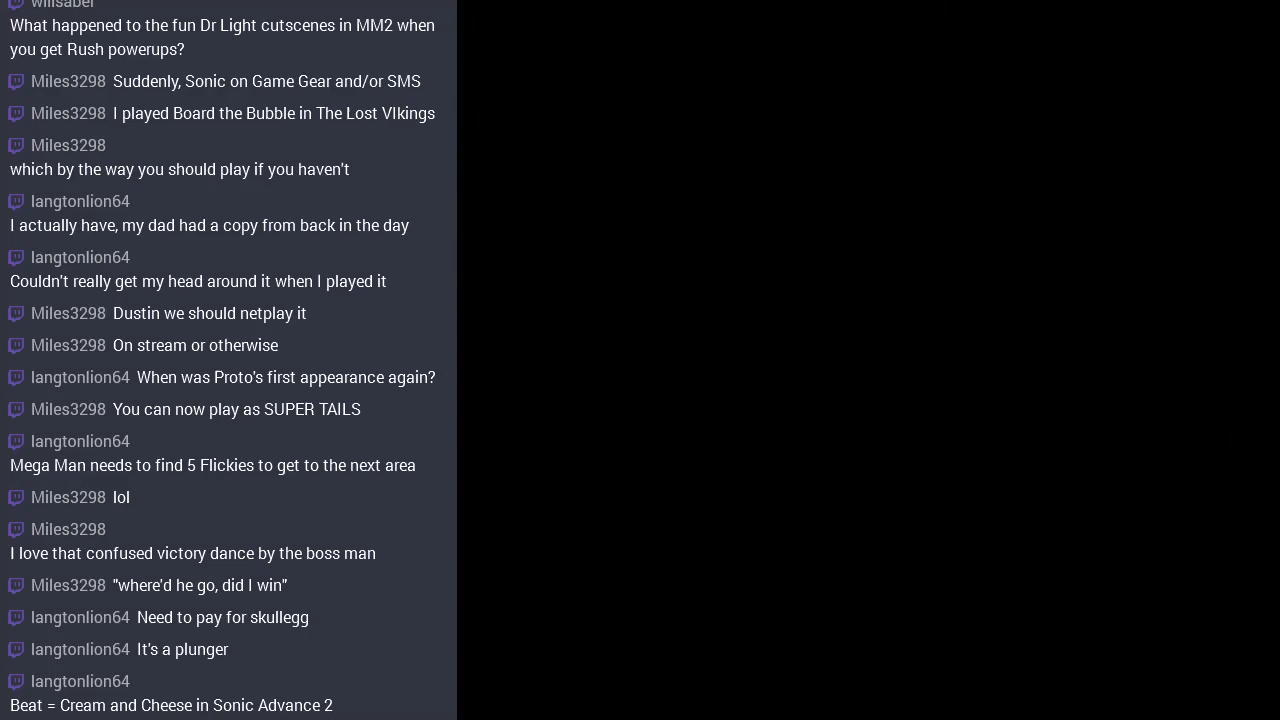 willsaber
What happened to the fun Dr Light cutscenes in MM2 when
you get Rush powerups?
Miles3298 Suddenly, Sonic on Game Gear and/or SMS
Miles3298 I played Board the Bubble in The Lost VIkings
Miles3298
which by the way you should play if you haven't
langtonlion64
I actually have, my dad had a copy from back in the day
langtonlion64
Couldn't really get my head around it when I played it
Miles3298 Dustin we should netplay it
Miles3298 On stream or otherwise
langtonlion64 When was Proto's first appearance again?
Miles3298 You can now play as SUPER TAILS
langtonlion64
Mega Man needs to find 5 Flickies to get to the next area
Miles3298 lol
Miles3298
I love that confused victory dance by the boss man
Miles3298 "where'd he go, did I win"
langtonlion64 Need to pay for skullegg
langtonlion64 It's a plunger
langtonlion64
Beat = Cream and Cheese in Sonic Advance 2